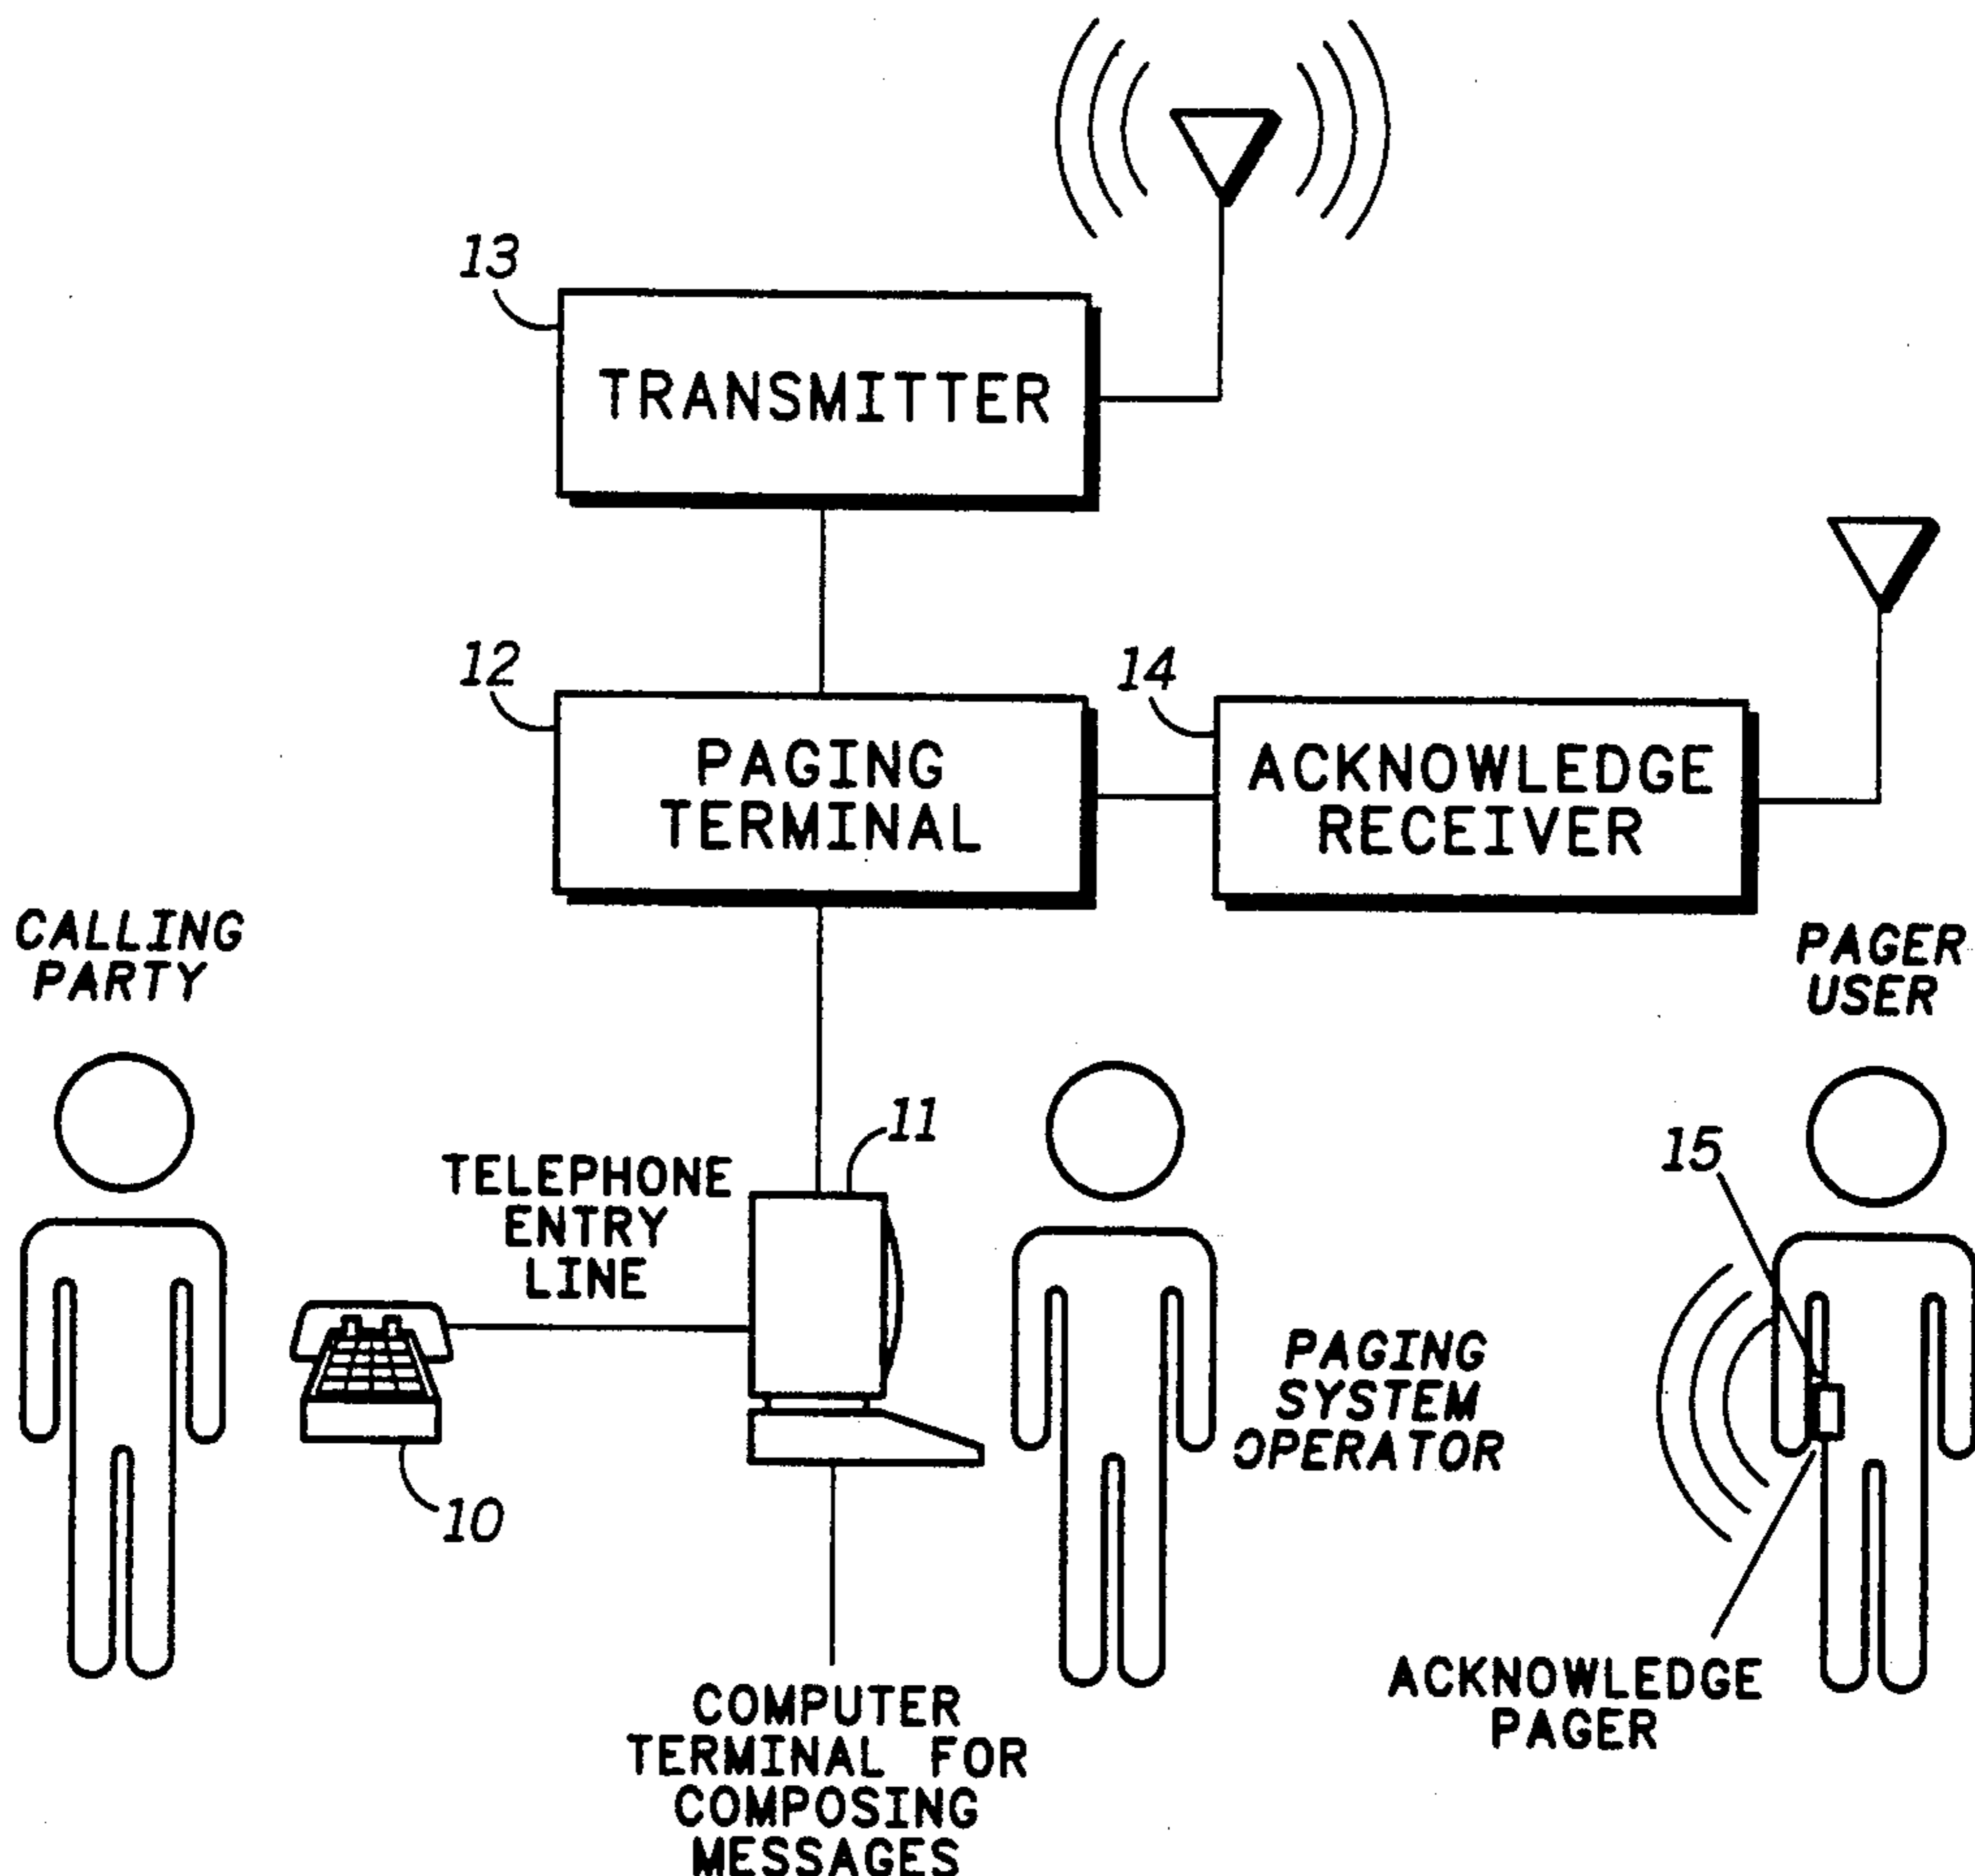 13
TRANSMITTER
12
PAGING
TERMINAL
14
ACKNOWLEDGE
RECEIVER
CALLING
PARTY
PAGER
USER
11
TELEPHONE
ENTRY
LINE
15
PAGING
SYSTEM
OPERATOR
10
ACKNOWLEDGE
PAGER
COMPUTER
TERMINAL FOR
COMPOSING
MESSAGES